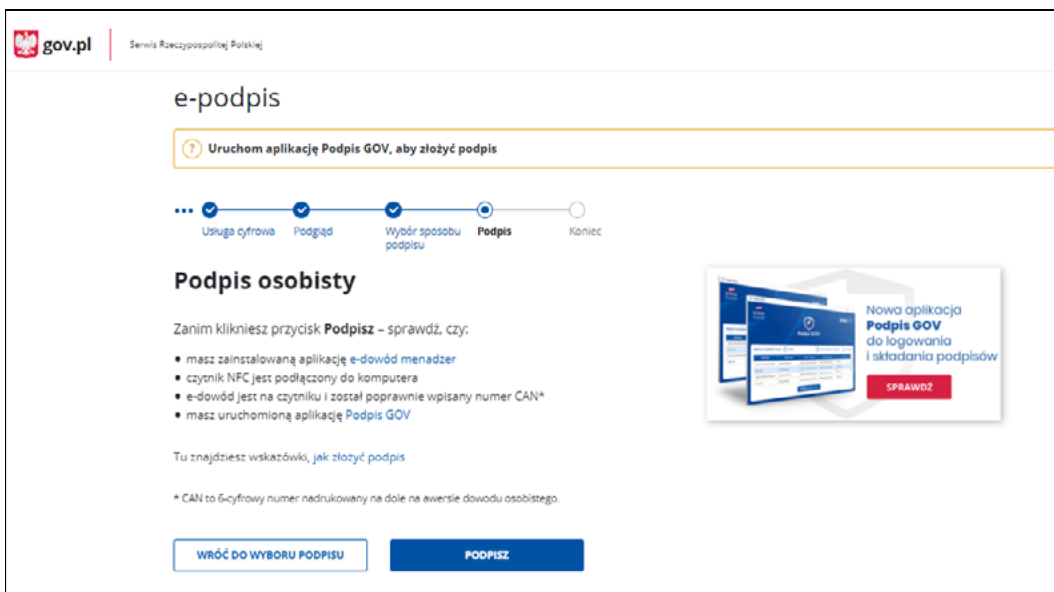 gov.pl
Serwis Rzeczypospolitej Polskiej
e-podpis
Uruchom aplikację Podpis GOV, aby złożyć podpis
Usługa cyfrowa
Podgląd
Wybór sposobu
podpisu
Podpis
Koniec
Podpis osobisty
Zanim klikniesz przycisk Podpisz – sprawdź, czy:
• masz zainstalowaną aplikację e-dowód menadżer
• czytnik NFC jest podłączony do komputera
• e-dowód jest na czytniku i został poprawnie wpisany numer CAN*
• masz uruchomioną aplikację Podpis GOV
Tu znajdziesz wskazówki, jak złożyć podpis
* CAN to 6-cyfrowy numer nadrukowany na dole na awersie dowodu osobistego.
WRÓĆ DO WYBORU PODPISU
PODPISZ
Nowa aplikacja
Podpis GOV
do logowania
i składania podpisów
SPRAWDŹ